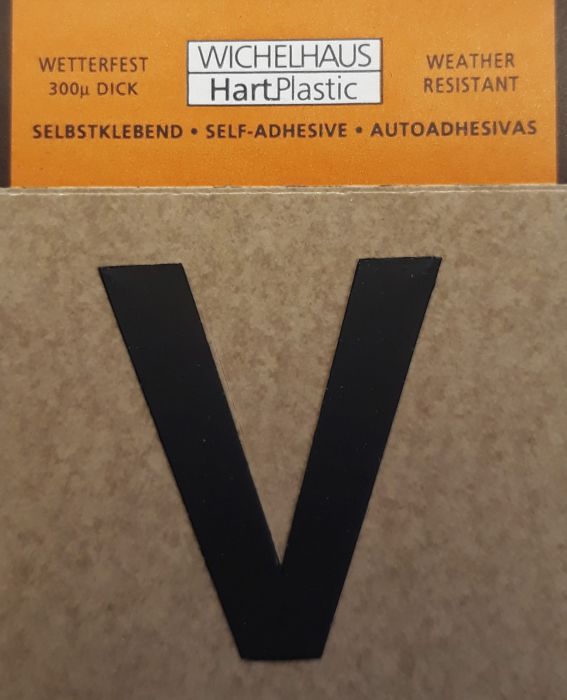 WETTERFEST
300µ DICK
WICHELHAUS
HartPlastic
WEATHER
RESISTANT
SELBSTKLEBEND • SELF-ADHESIVE • AUTOADHESIVAS
V